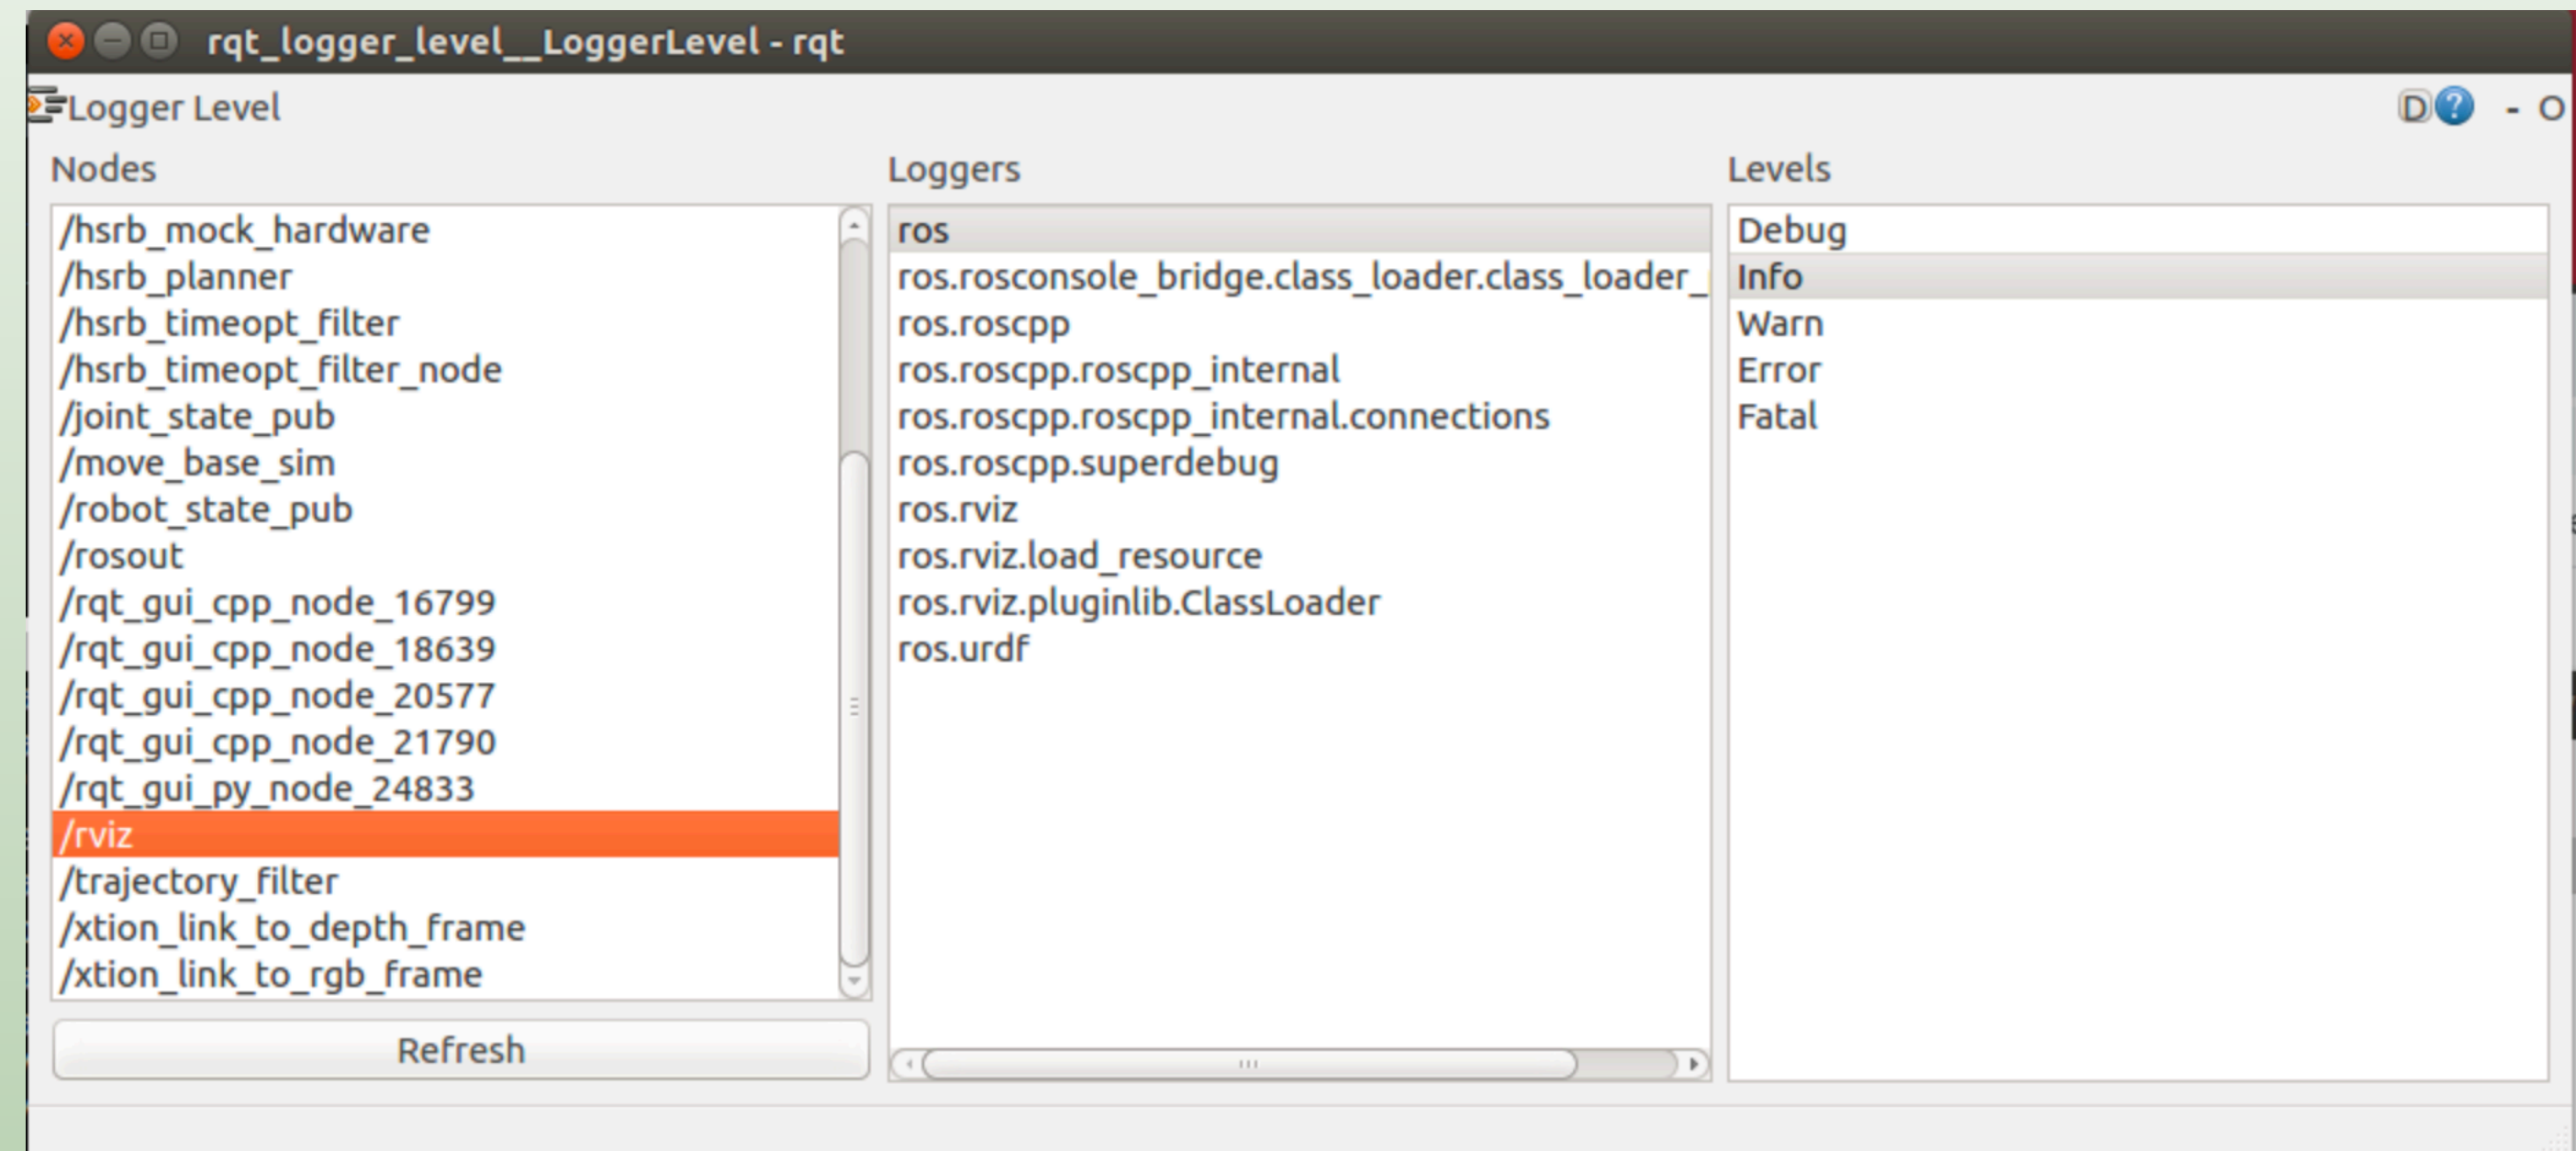 rqt_logger_level__LoggerLevel - rqt
Logger Level
D ? - O
Nodes
/hsrb_mock_hardware
/hsrb_planner
/hsrb_timeopt_filter
/hsrb_timeopt_filter_node
/joint_state_pub
/move_base_sim
/robot_state_pub
/rosout
/rqt_gui_cpp_node_16799
/rqt_gui_cpp_node_18639
/rqt_gui_cpp_node_20577
/rqt_gui_cpp_node_21790
/rqt_gui_py_node_24833
/rviz
/trajectory_filter
/xtion_link_to_depth_frame
/xtion_link_to_rgb_frame
Refresh
Loggers
ros
ros.rosconsole_bridge.class_loader.class_loader_
ros.roscpp
ros.roscpp.roscpp_internal
ros.roscpp.roscpp_internal.connections
ros.roscpp.superdebug
ros.rviz
ros.rviz.load_resource
ros.rviz.pluginlib.ClassLoader
ros.urdf
Levels
Debug
Info
Warn
Error
Fatal